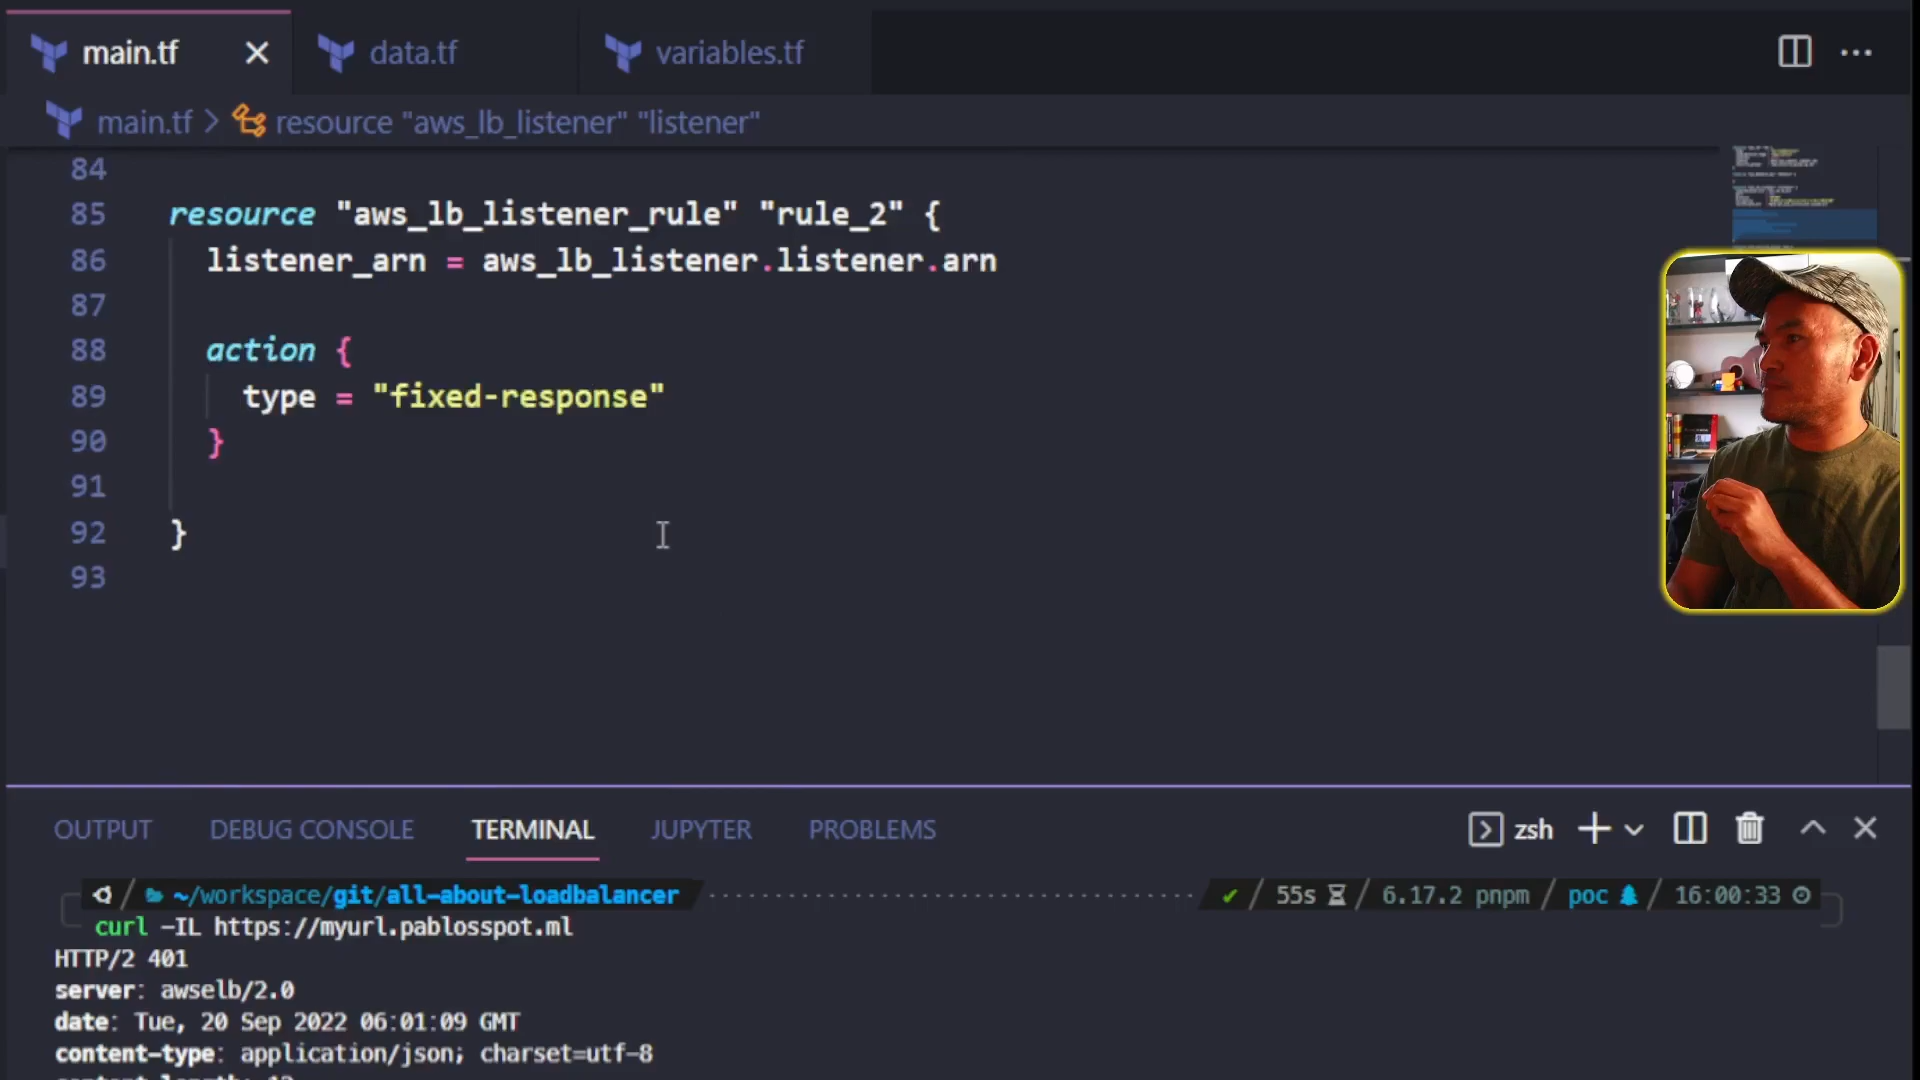 main.tf
data.tf
variables.tf
main.tf > resource "aws_lb_listener" "listener"
84
85 resource "aws_lb_listener_rule" "rule_2" {
86 listener_arn = aws_lb_listener.listener.arn
87
88 action {
89 type = "fixed-response"
90 }
91
92 }
93
OUTPUT DEBUG CONSOLE TERMINAL JUPYTER PROBLEMS zsh
~/workspace/git/all-about-loadbalancer ✔ / 55s / 6.17.2 pnpm / poc / 16:00:33
curl -IL https://myurl.pablosspot.ml
HTTP/2 401
server: awselb/2.0
date: Tue, 20 Sep 2022 06:01:09 GMT
content-type: application/json; charset=utf-8